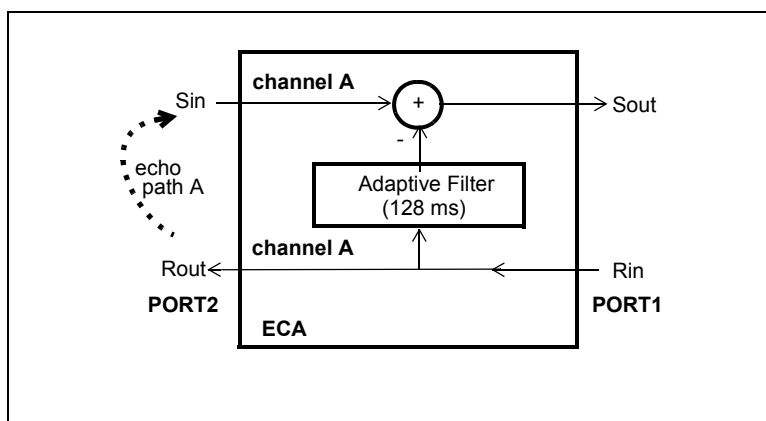 channel A
Sin
+
Sout
-
echo
path A
Adaptive Filter
(128 ms)
channel A
Rout
Rin
PORT2
PORT1
ECA